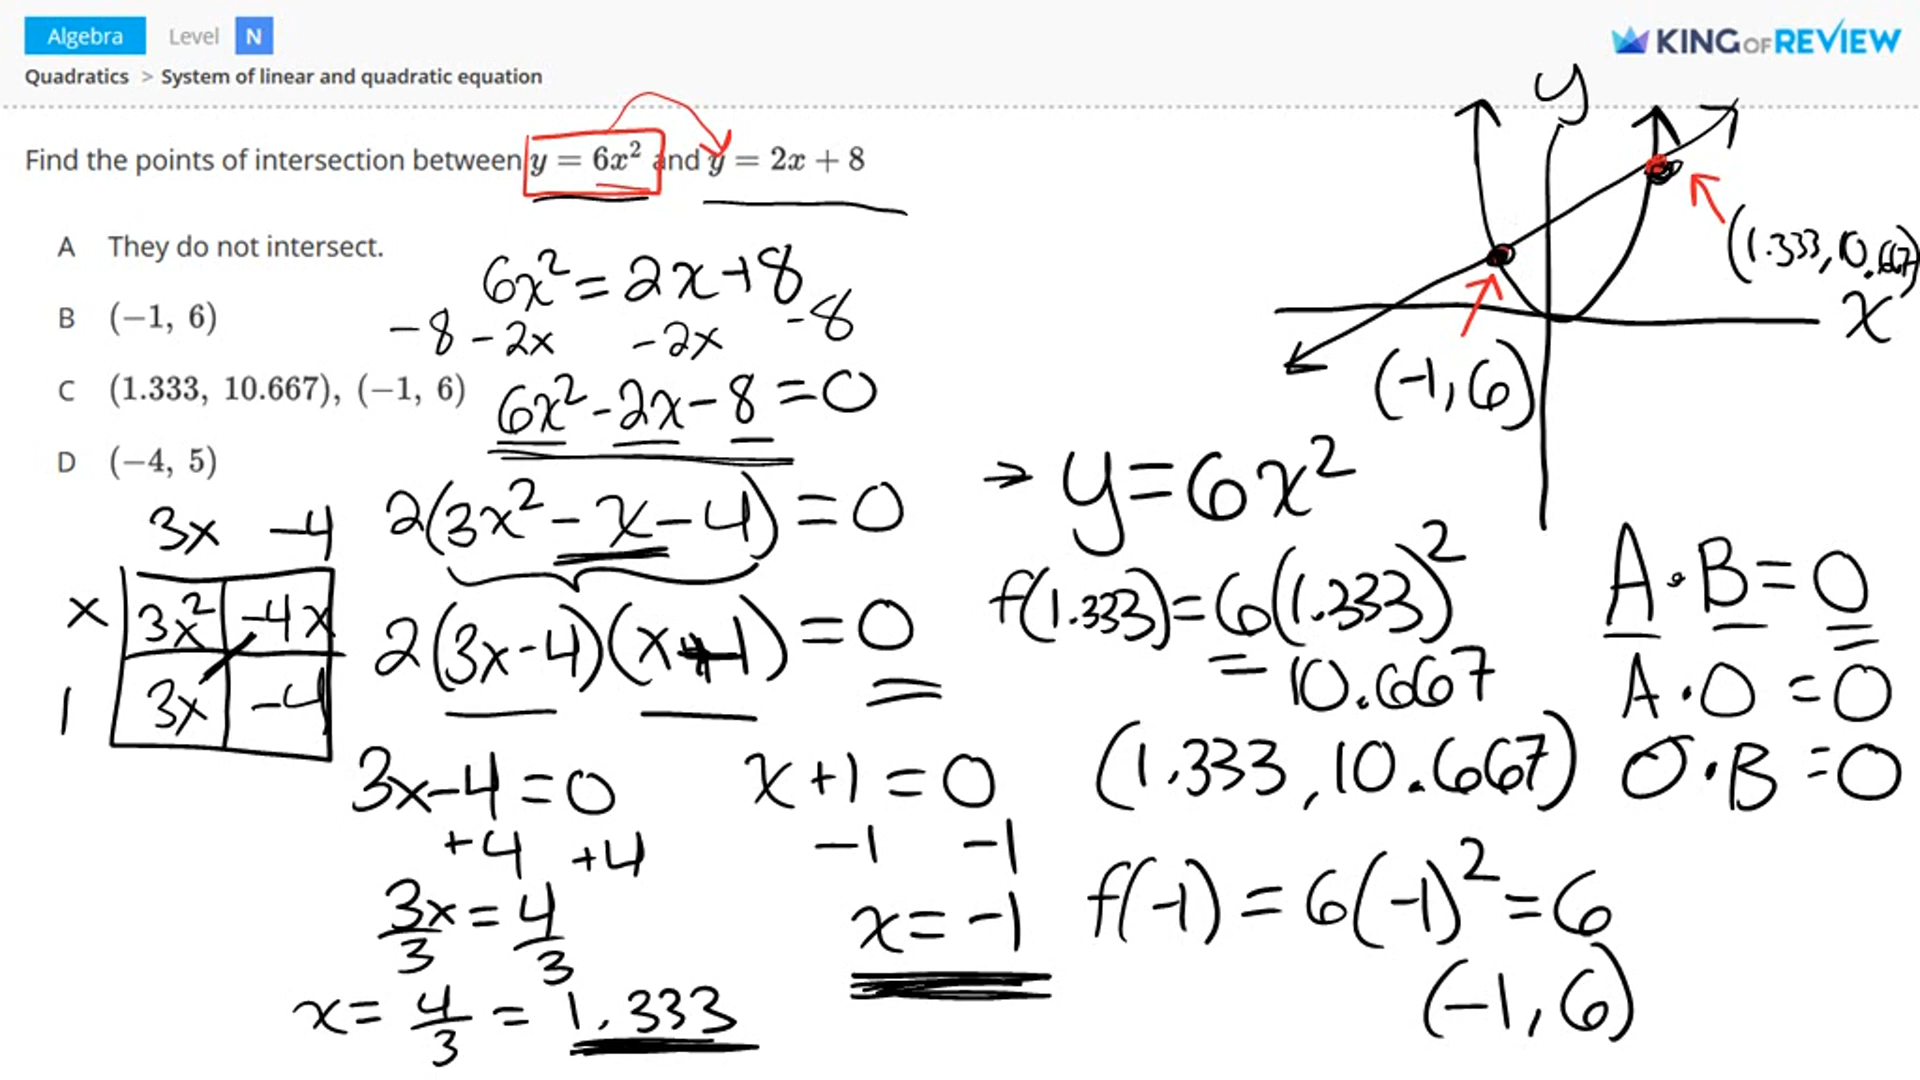 Algebra Level N
KINGOFREVIEW
Quadratics > System of linear and quadratic equation
Find the points of intersection between y = 6x² and y = 2x + 8
A They do not intersect.
B (−1, 6)
C (1.333, 10.667), (−1, 6)
D (−4, 5)
6x² = 2x + 8
-8 -2x -2x -8
6x² - 2x - 8 = 0
2(3x² - x - 4) = 0
2(3x - 4)(x + 1) = 0
3x -4
x 3x² -4x
1 3x -4
3x - 4 = 0
+4 +4
3x = 4
3 3
x = 4/3 = 1.333
x + 1 = 0
-1 -1
x = -1
y
x
(1.333, 10.667)
(-1, 6)
→ y = 6x²
f(1.333) = 6(1.333)²
= 10.667
(1.333, 10.667)
f(-1) = 6(-1)² = 6
(-1, 6)
A · B = 0
A · 0 = 0
0 · B = 0